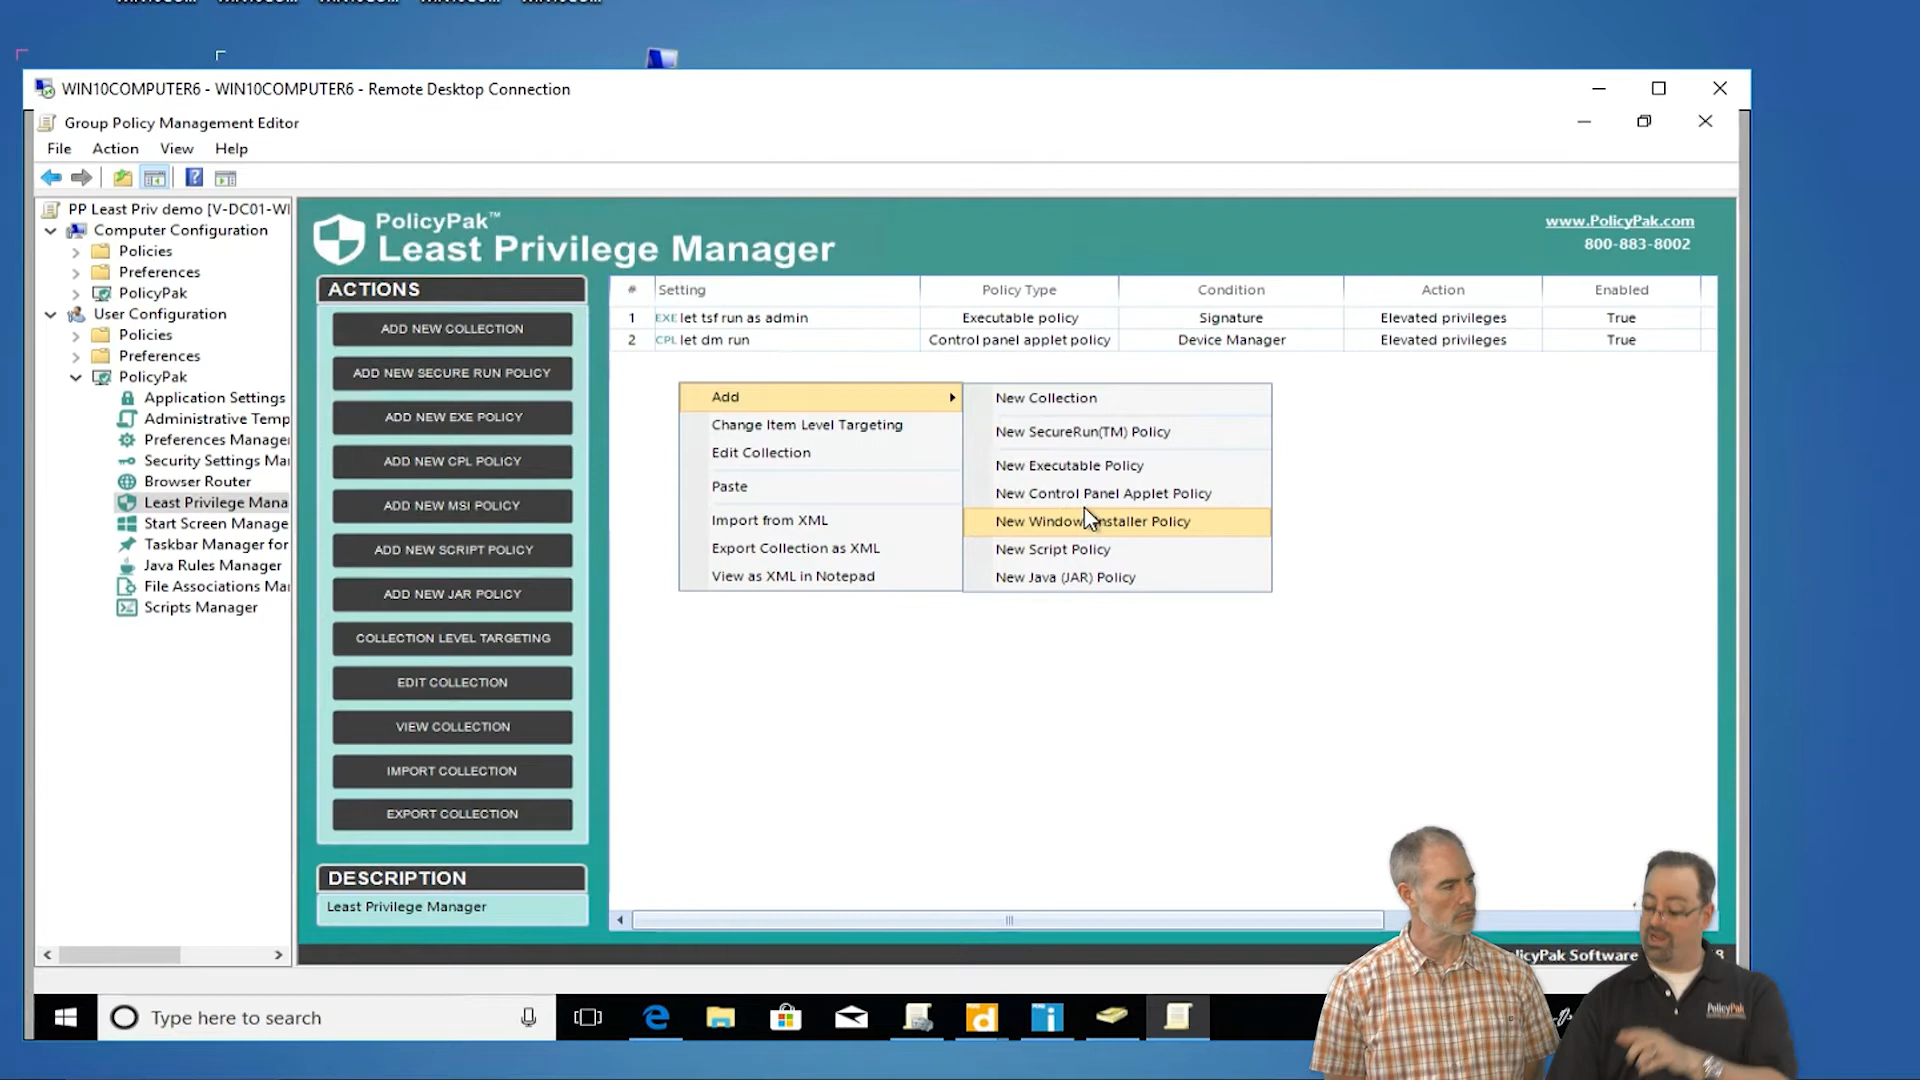 WIN10COMPUTER6 - WIN10COMPUTER6 - Remote Desktop Connection
Group Policy Management Editor
File Action View Help
PP Least Priv demo [V-DC01-WI
Computer Configuration
Policies
Preferences
PolicyPak
User Configuration
Policies
Preferences
PolicyPak
Application Settings
Administrative Temp
Preferences Manager
Security Settings Ma
Browser Router
Least Privilege Mana
Start Screen Manage
Taskbar Manager for
Java Rules Manager
File Associations Mar
Scripts Manager
PolicyPak™
Least Privilege Manager
www.PolicyPak.com
800-883-8002
ACTIONS
ADD NEW COLLECTION
ADD NEW SECURE RUN POLICY
ADD NEW EXE POLICY
ADD NEW CPL POLICY
ADD NEW MSI POLICY
ADD NEW SCRIPT POLICY
ADD NEW JAR POLICY
COLLECTION LEVEL TARGETING
EDIT COLLECTION
VIEW COLLECTION
IMPORT COLLECTION
EXPORT COLLECTION
DESCRIPTION
Least Privilege Manager
# Setting Policy Type Condition Action Enabled
1 EXE let tsf run as admin Executable policy Signature Elevated privileges True
2 CPL let dm run Control panel applet policy Device Manager Elevated privileges True
Add
Change Item Level Targeting
Edit Collection
Paste
Import from XML
Export Collection as XML
View as XML in Notepad
New Collection
New SecureRun(TM) Policy
New Executable Policy
New Control Panel Applet Policy
New Window nstaller Policy
New Script Policy
New Java (JAR) Policy
licyPak Software
Type here to search
PolicyPak